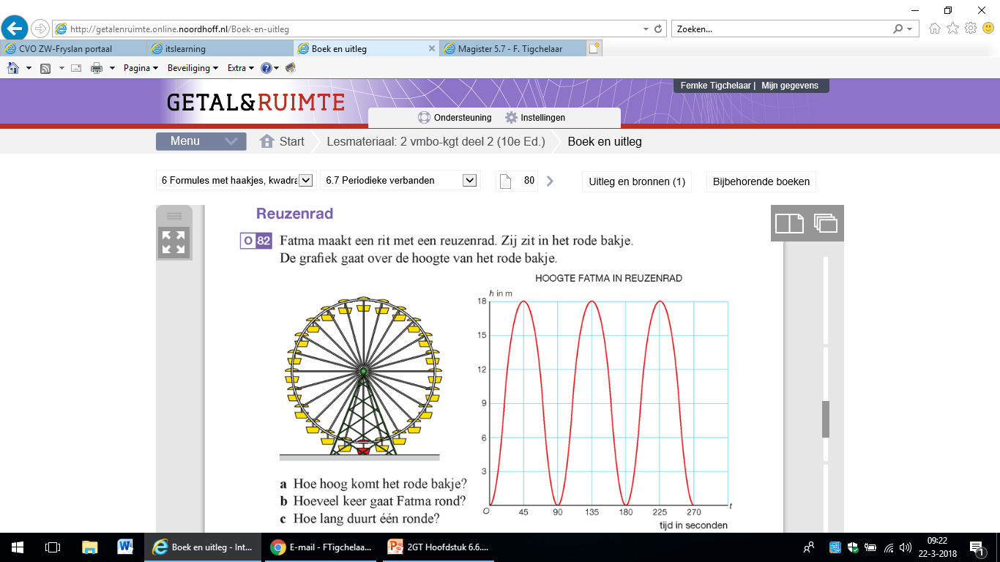 http://getalenruimte.online.noordhoff.nl/Boek-en-uitleg
Zoeken...
CVO ZW-Fryslan portaal
itslearning
Boek en uitleg
Magister 5.7 - F. Tigchelaar
Pagina
Beveiliging
Extra
Femke Tigchelaar | Mijn gegevens
GETAL&RUIMTE
Ondersteuning
Instellingen
Menu
Start
Lesmateriaal: 2 vmbo-kgt deel 2 (10e Ed.)
Boek en uitleg
6 Formules met haakjes, kwadra
6.7 Periodieke verbanden
80
Uitleg en bronnen (1)
Bijbehorende boeken
Reuzenrad
O 82 Fatma maakt een rit met een reuzenrad. Zij zit in het rode bakje.
De grafiek gaat over de hoogte van het rode bakje.
HOOGTE FATMA IN REUZENRAD
h in m
18
15
12
9
6
3
O 45 90 135 180 225 270 t
tijd in seconden
a Hoe hoog komt het rode bakje?
b Hoeveel keer gaat Fatma rond?
c Hoe lang duurt één ronde?
Boek en uitleg - Int...
E-mail - FTigchelaa...
2GT Hoofdstuk 6.6....
09:22
22-3-2018
1